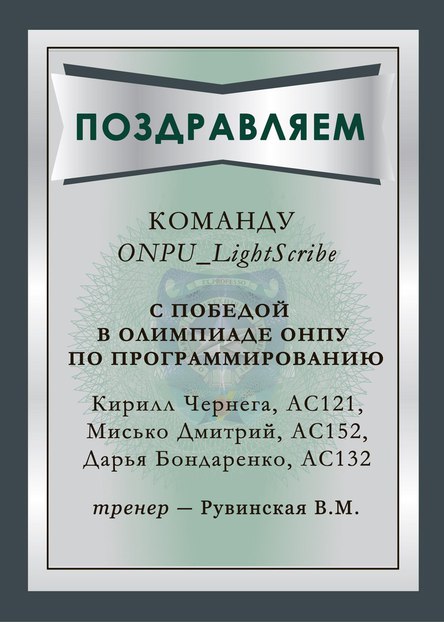 ПОЗДРАВЛЯЕМ
КОМАНДУ
ONPU_LightScribe
С ПОБЕДОЙ
В ОЛИМПИАДЕ ОНПУ
ПО ПРОГРАММИРОВАНИЮ
Кирилл Чернега, АС121,
Мисько Дмитрий, АС152,
Дарья Бондаренко, АС132
тренер — Рувинская В.М.